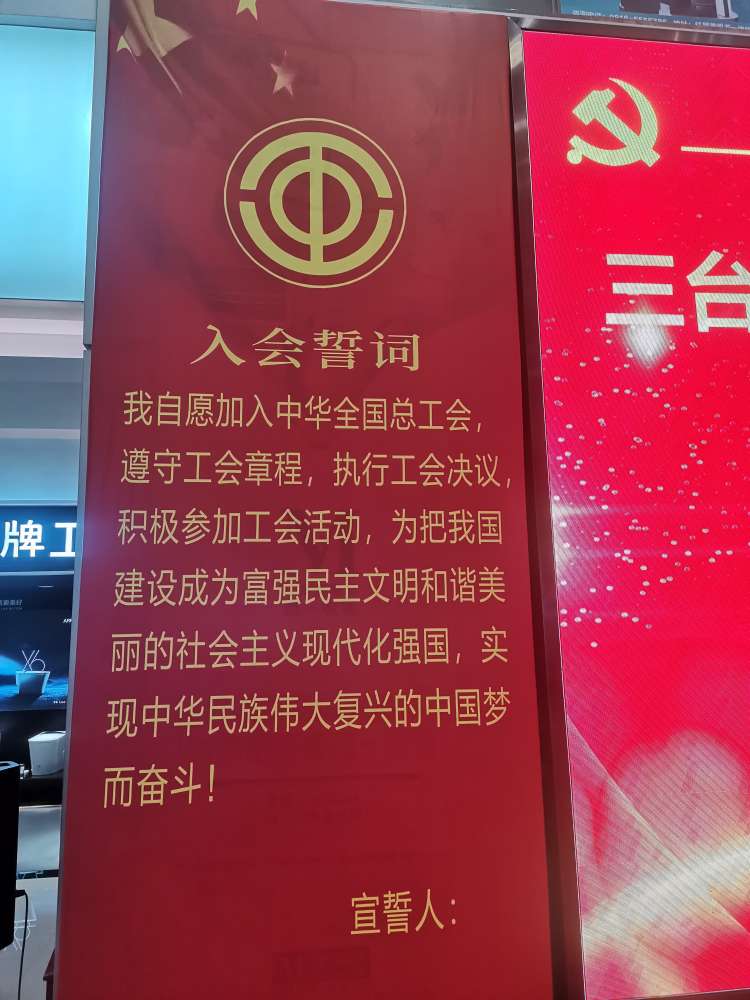 入会誓词
我自愿加入中华全国总工会，
遵守工会章程，执行工会决议，
积极参加工会活动，为把我国
建设成为富强民主文明和谐美
丽的社会主义现代化强国，实
现中华民族伟大复兴的中国梦
而奋斗！
宣誓人：
三台
牌工